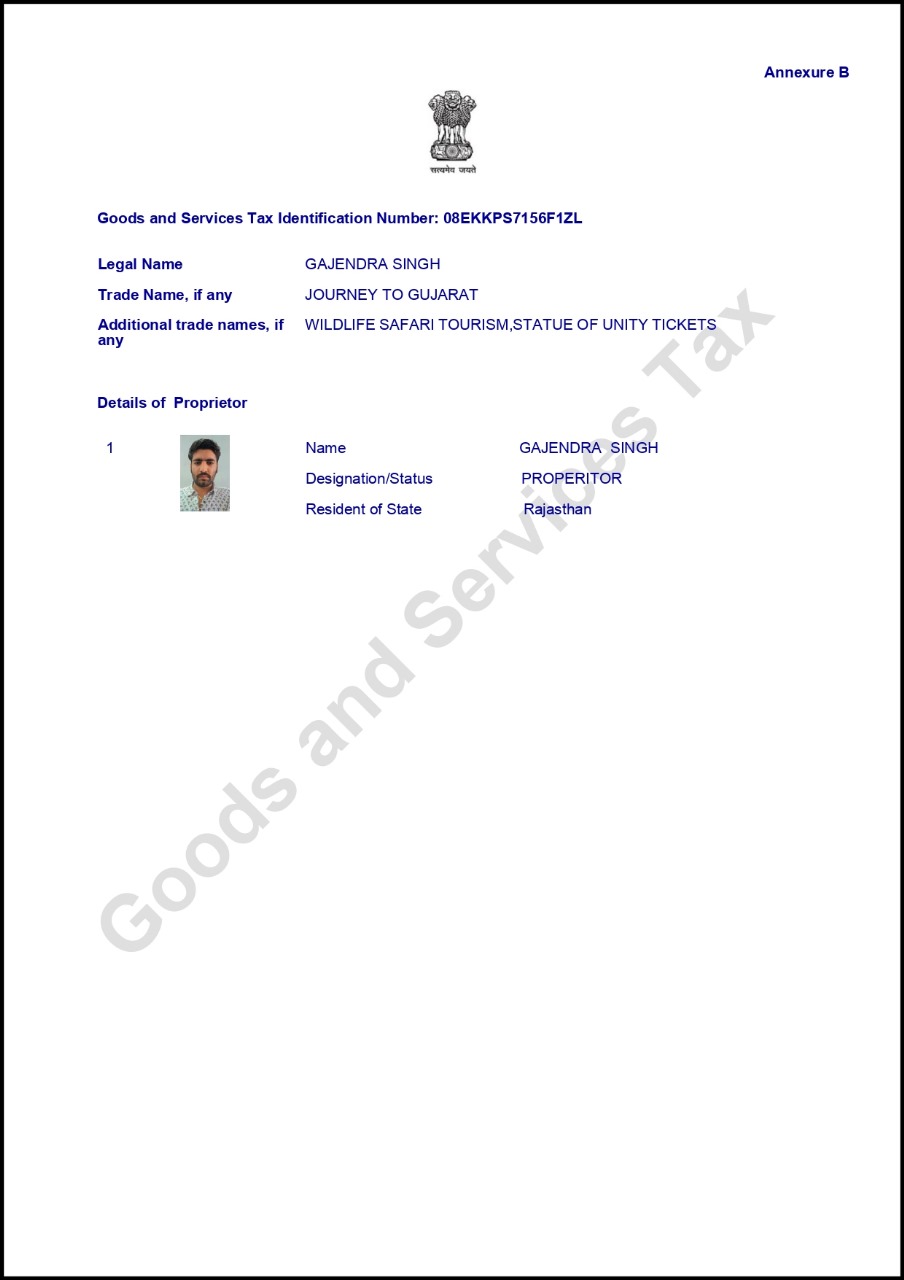 Annexure B
सत्यमेव जयते
Goods and Services Tax Identification Number: 08EKKPS7156F1ZL
Legal Name GAJENDRA SINGH
Trade Name, if any JOURNEY TO GUJARAT
Additional trade names, if any WILDLIFE SAFARI TOURISM,STATUE OF UNITY TICKETS
Details of Proprietor
1 Name GAJENDRA SINGH
Designation/Status PROPERITOR
Resident of State Rajasthan
Goods and Services Tax